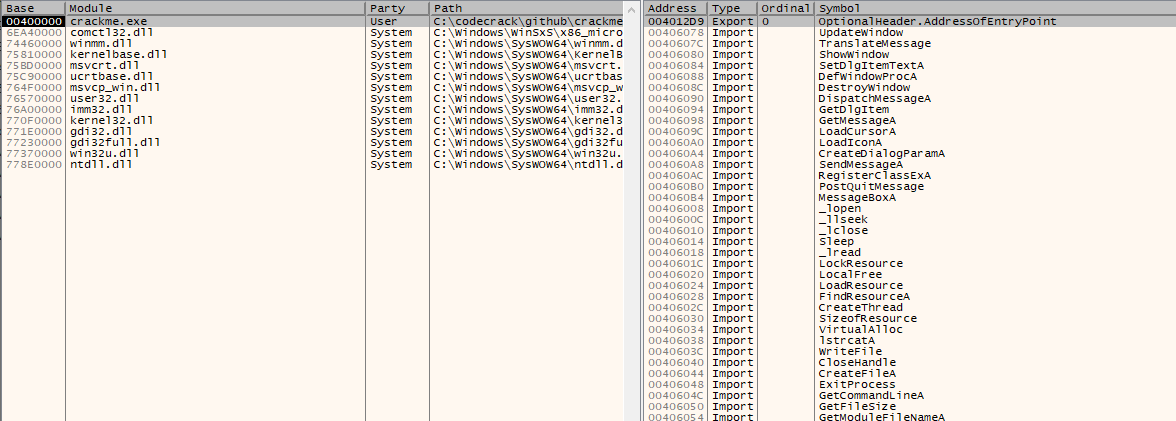 Base Module Party Path Address Type Ordinal Symbol
00400000 crackme.exe User C:\codecrack\github\crackme 004012D9 Export 0 OptionalHeader.AddressOfEntryPoint
6EA40000 comctl32.dll System C:\Windows\WinSxS\x86_micro 00406078 Import UpdateWindow
74460000 winmm.dll System C:\Windows\SysWOW64\winmm.d 0040607C Import TranslateMessage
75810000 kernelbase.dll System C:\Windows\SysWOW64\KernelB 00406080 Import ShowWindow
75BD0000 msvcrt.dll System C:\Windows\SysWOW64\msvcrt. 00406084 Import SetDlgItemTextA
75C90000 ucrtbase.dll System C:\Windows\SysWOW64\ucrtbas 00406088 Import DefWindowProcA
764F0000 msvcp_win.dll System C:\Windows\SysWOW64\msvcp_w 0040608C Import DestroyWindow
76570000 user32.dll System C:\Windows\SysWOW64\user32. 00406090 Import DispatchMessageA
76A00000 imm32.dll System C:\Windows\SysWOW64\imm32.d 00406094 Import GetDlgItem
770F0000 kernel32.dll System C:\Windows\SysWOW64\kernel3 00406098 Import GetMessageA
771E0000 gdi32.dll System C:\Windows\SysWOW64\gdi32.d 0040609C Import LoadCursorA
77230000 gdi32full.dll System C:\Windows\SysWOW64\gdi32fu 004060A0 Import LoadIconA
77370000 win32u.dll System C:\Windows\SysWOW64\win32u. 004060A4 Import CreateDialogParamA
778E0000 ntdll.dll System C:\Windows\SysWOW64\ntdll.d 004060A8 Import SendMessageA
004060AC Import RegisterClassExA
004060B0 Import PostQuitMessage
004060B4 Import MessageBoxA
00406008 Import _lopen
0040600C Import _llseek
00406010 Import _lclose
00406014 Import Sleep
00406018 Import _lread
0040601C Import LockResource
00406020 Import LocalFree
00406024 Import LoadResource
00406028 Import FindResourceA
0040602C Import CreateThread
00406030 Import SizeofResource
00406034 Import VirtualAlloc
00406038 Import lstrcatA
0040603C Import WriteFile
00406040 Import CloseHandle
00406044 Import CreateFileA
00406048 Import ExitProcess
0040604C Import GetCommandLineA
00406050 Import GetFileSize
00406054 Import GetModuleFileNameA